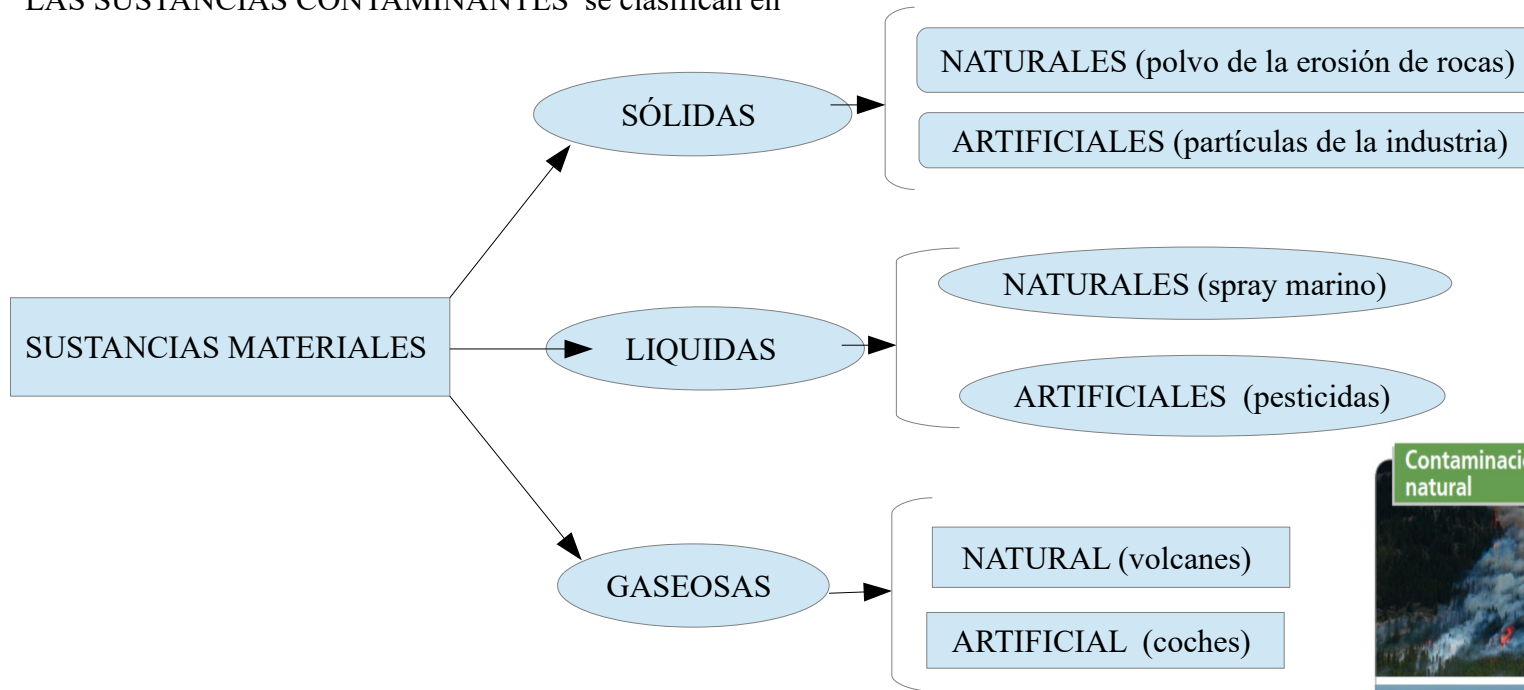 LAS SUSTANCIAS CONTAMINANTES se clasifican en
NATURALES (polvo de la erosión de rocas)
SÓLIDAS
ARTIFICIALES (partículas de la industria)
NATURALES (spray marino)
SUSTANCIAS MATERIALES
LIQUIDAS
ARTIFICIALES (pesticidas)
Contaminaci
natural
NATURAL (volcanes)
GASEOSAS
ARTIFICIAL (coches)